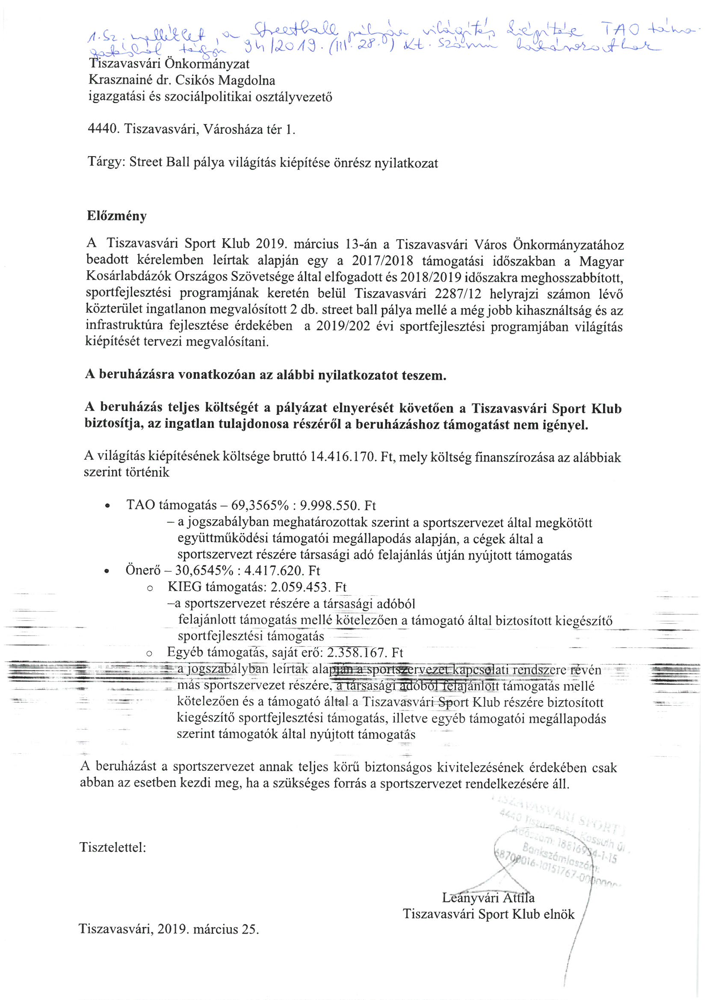 1. sz. melléklet, a Streetball pályán világítás kiépítése TAO táma-
gatásból tárgyú 94/2019. (III. 28.) Kt. számú határozathoz
Tiszavasvári Önkormányzat
Krasznainé dr. Csikós Magdolna
igazgatási és szociálpolitikai osztályvezető
4440. Tiszavasvári, Városháza tér 1.
Tárgy: Street Ball pálya világítás kiépítése önrész nyilatkozat
Előzmény
A Tiszavasvári Sport Klub 2019. március 13-án a Tiszavasvári Város Önkormányzatához
beadott kérelemben leírtak alapján egy a 2017/2018 támogatási időszakban a Magyar
Kosárlabdázók Országos Szövetsége által elfogadott és 2018/2019 időszakra meghosszabbított,
sportfejlesztési programjának keretén belül Tiszavasvári 2287/12 helyrajzi számon lévő
közterület ingatlanon megvalósított 2 db. street ball pálya mellé a még jobb kihasználtság és az
infrastruktúra fejlesztése érdekében a 2019/202 évi sportfejlesztési programjában világítás
kiépítését tervezi megvalósítani.
A beruházásra vonatkozóan az alábbi nyilatkozatot teszem.
A beruházás teljes költségét a pályázat elnyerését követően a Tiszavasvári Sport Klub
biztosítja, az ingatlan tulajdonosa részéről a beruházáshoz támogatást nem igényel.
A világítás kiépítésének költsége bruttó 14.416.170. Ft, mely költség finanszírozása az alábbiak
szerint történik
• TAO támogatás – 69,3565% : 9.998.550. Ft
– a jogszabályban meghatározottak szerint a sportszervezet által megkötött
együttműködési támogatói megállapodás alapján, a cégek által a
sportszervezt részére társasági adó felajánlás útján nyújtott támogatás
• Önerő – 30,6545% : 4.417.620. Ft
o KIEG támogatás: 2.059.453. Ft
–a sportszervezet részére a társasági adóból
felajánlott támogatás mellé kötelezően a támogató által biztosított kiegészítő
sportfejlesztési támogatás
o Egyéb támogatás, saját erő: 2.358.167. Ft
– a jogszabályban leírtak alapján a sportszervezet kapcsolati rendszere révén
más sportszervezet részére, a társasági adóból felajánlott támogatás mellé
kötelezően és a támogató által a Tiszavasvári Sport Klub részére biztosított
kiegészítő sportfejlesztési támogatás, illetve egyéb támogatói megállapodás
szerint támogatók által nyújtott támogatás
A beruházást a sportszervezet annak teljes körű biztonságos kivitelezésének érdekében csak
abban az esetben kezdi meg, ha a szükséges forrás a sportszervezet rendelkezésére áll.
TISZAVASVÁRI SPORT
4440 Tiszavasvári, Kossuth út
Adószám: 18816934-1-15
Bankszámlaszám:
68700016-10151767-00000000
Tisztelettel:
Leányvári Attila
Tiszavasvári Sport Klub elnök
Tiszavasvári, 2019. március 25.